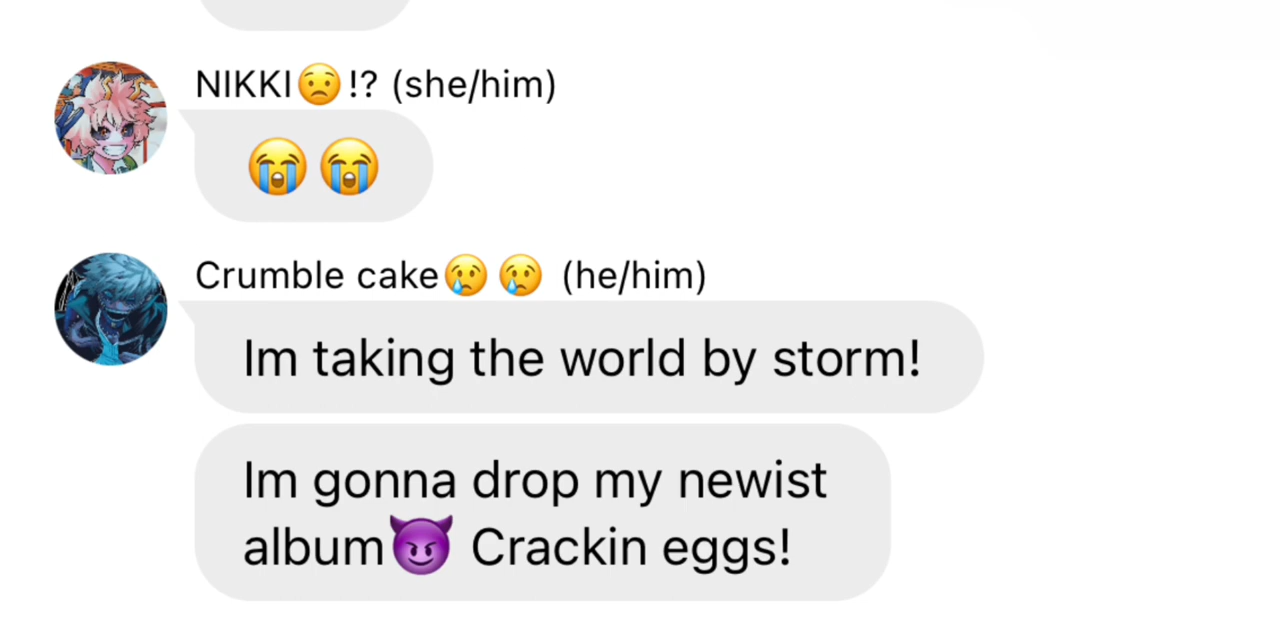 NIKKI😟!? (she/him)
😭😭
Crumble cake😢😢 (he/him)
Im taking the world by storm!
Im gonna drop my newist
album😈 Crackin eggs!